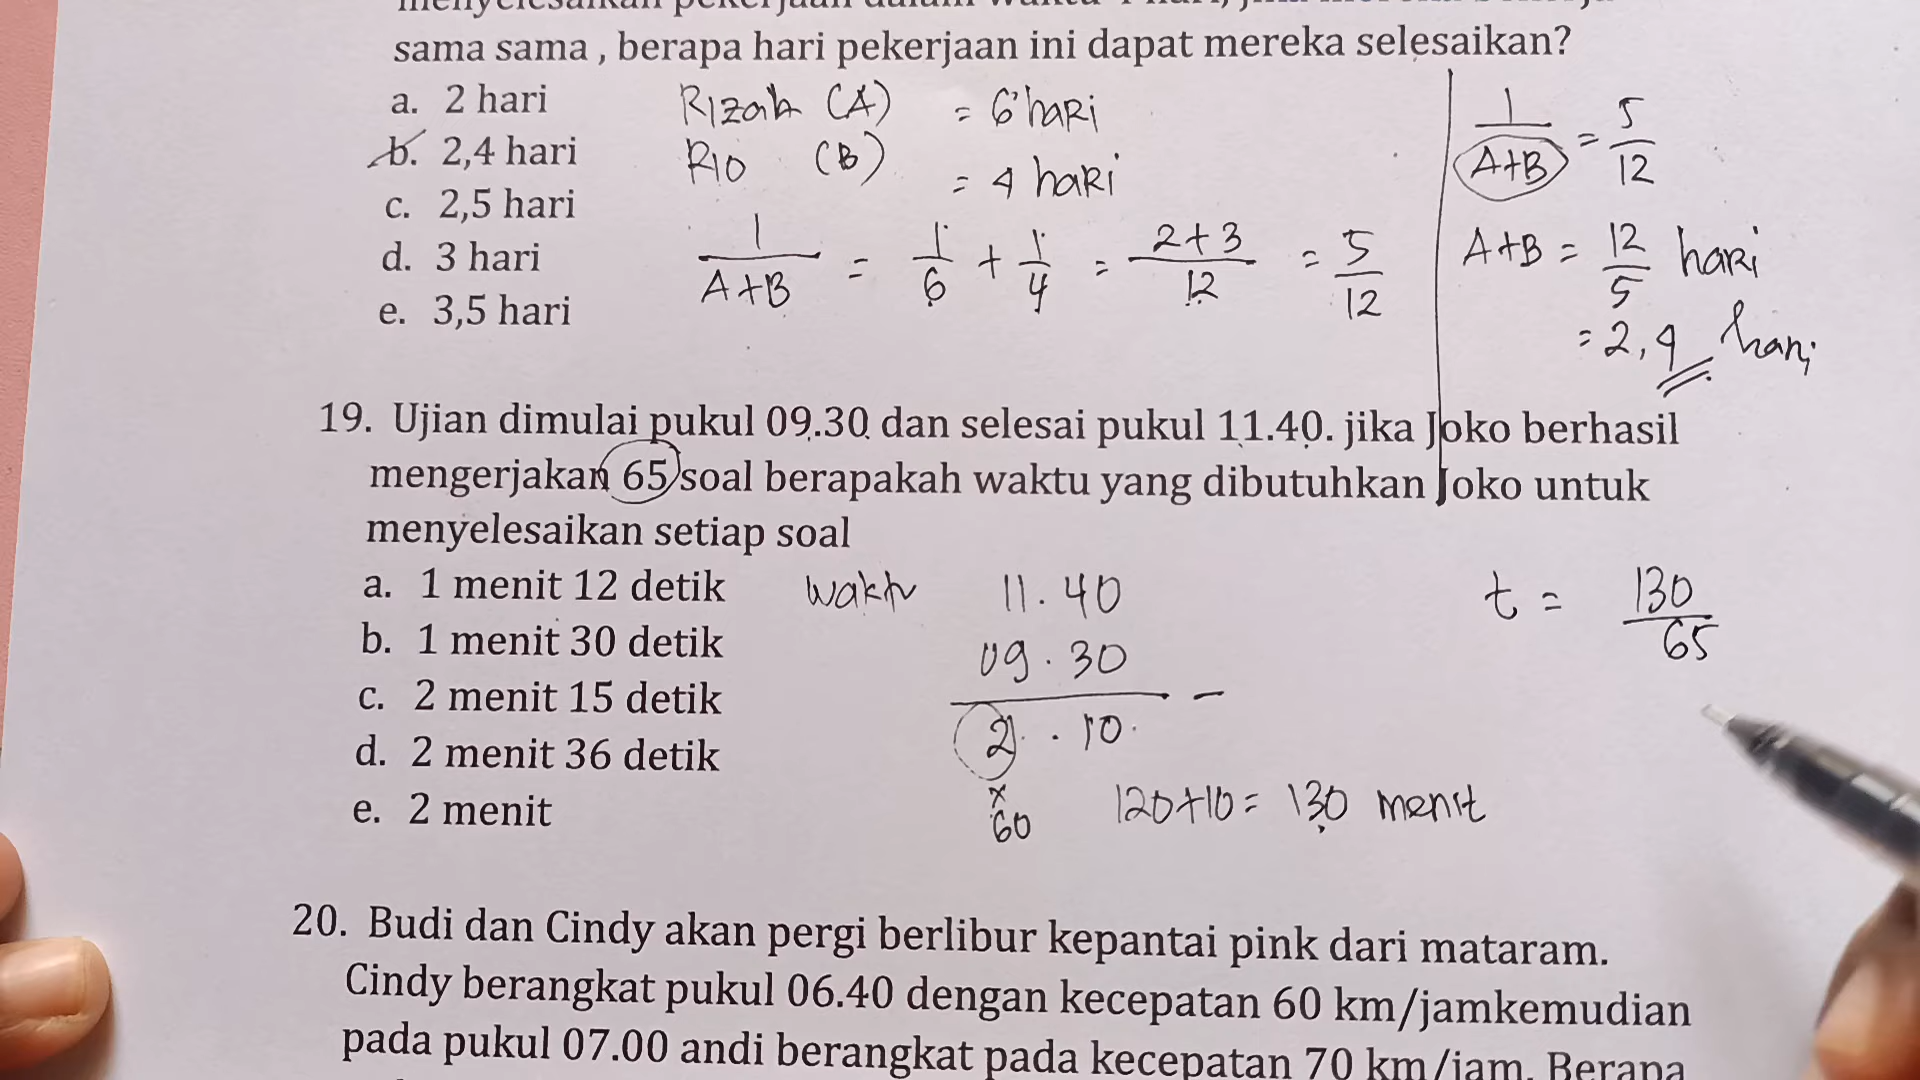 sama sama , berapa hari pekerjaan ini dapat mereka selesaikan?
a. 2 hari
b. 2,4 hari
c. 2,5 hari
d. 3 hari
e. 3,5 hari
Rizah (A) = 6 hari
Rio (B) = 4 hari
1/(A+B) = 1/6 + 1/4 = (2+3)/12 = 5/12
1/(A+B) = 5/12
A+B = 12/5 hari
= 2,4 hari
19. Ujian dimulai pukul 09.30 dan selesai pukul 11.40. jika Joko berhasil
mengerjakan 65 soal berapakah waktu yang dibutuhkan Joko untuk
menyelesaikan setiap soal
a. 1 menit 12 detik
b. 1 menit 30 detik
c. 2 menit 15 detik
d. 2 menit 36 detik
e. 2 menit
waktu 11.40
09.30
—
2.10
x
60
120+10= 130 menit
t = 130/65
20. Budi dan Cindy akan pergi berlibur kepantai pink dari mataram.
Cindy berangkat pukul 06.40 dengan kecepatan 60 km/jamkemudian
pada pukul 07.00 andi berangkat pada kecepatan 70 km/jam. Berapa